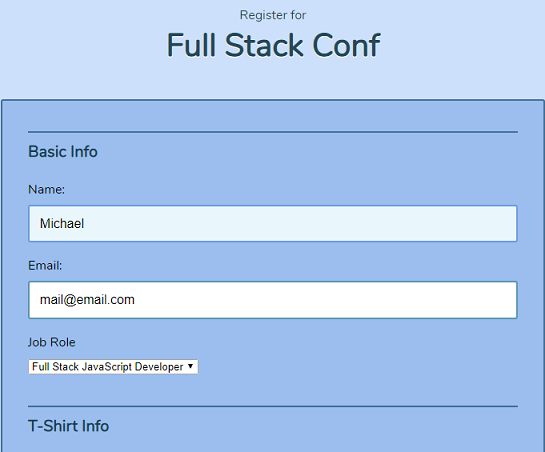 Register for
Full Stack Conf
Basic Info
Name:
Michael
Email:
mail@email.com
Job Role
Full Stack JavaScript Developer
T-Shirt Info